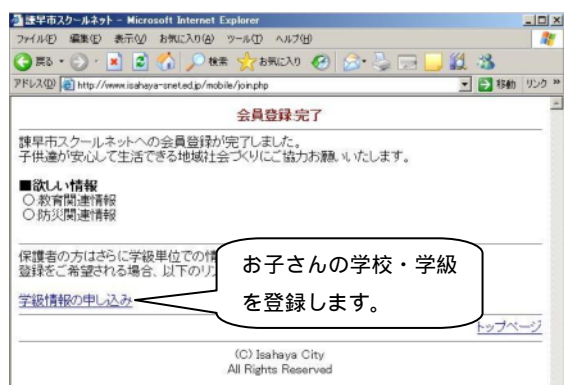 諫早市スクールネット - Microsoft Internet Explorer
ファイル(F) 編集(E) 表示(V) お気に入り(A) ツール(T) ヘルプ(H)
戻る 検索 お気に入り
アドレス(D) http://www.isahaya-snet.ed.jp/mobile/join.php 移動 リンク »
会員登録:完了
諫早市スクールネットへの会員登録が完了しました。
子供達が安心して生活できる地域社会づくりにご協力お願いいたします。
■欲しい情報
○教育関連情報
○防災関連情報
保護者の方はさらに学級単位での情
登録をご希望される場合、以下のリン
お子さんの学校・学級
を登録します。
学級情報の申し込み
トップページ
(C) Isahaya City
All Rights Reserved